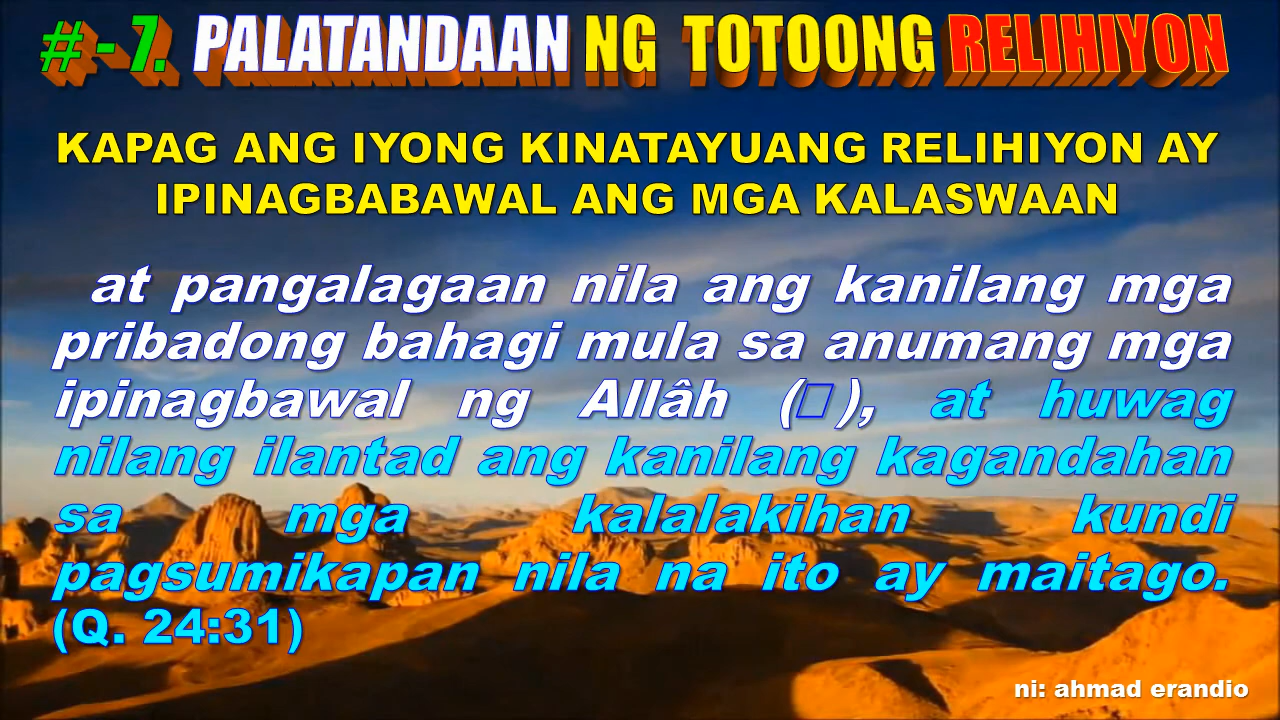 # - 7. PALATANDAAN NG TOTOONG RELIHIYON
KAPAG ANG IYONG KINATAYUANG RELIHIYON AY
IPINAGBABAWAL ANG MGA KALASWAAN
at pangalagaan nila ang kanilang mga
pribadong bahagi mula sa anumang mga
ipinagbawal ng Allâh (▯), at huwag
nilang ilantad ang kanilang kagandahan
sa mga kalalakihan kundi
pagsumikapan nila na ito ay maitago.
(Q. 24:31)
ni: ahmad erandio